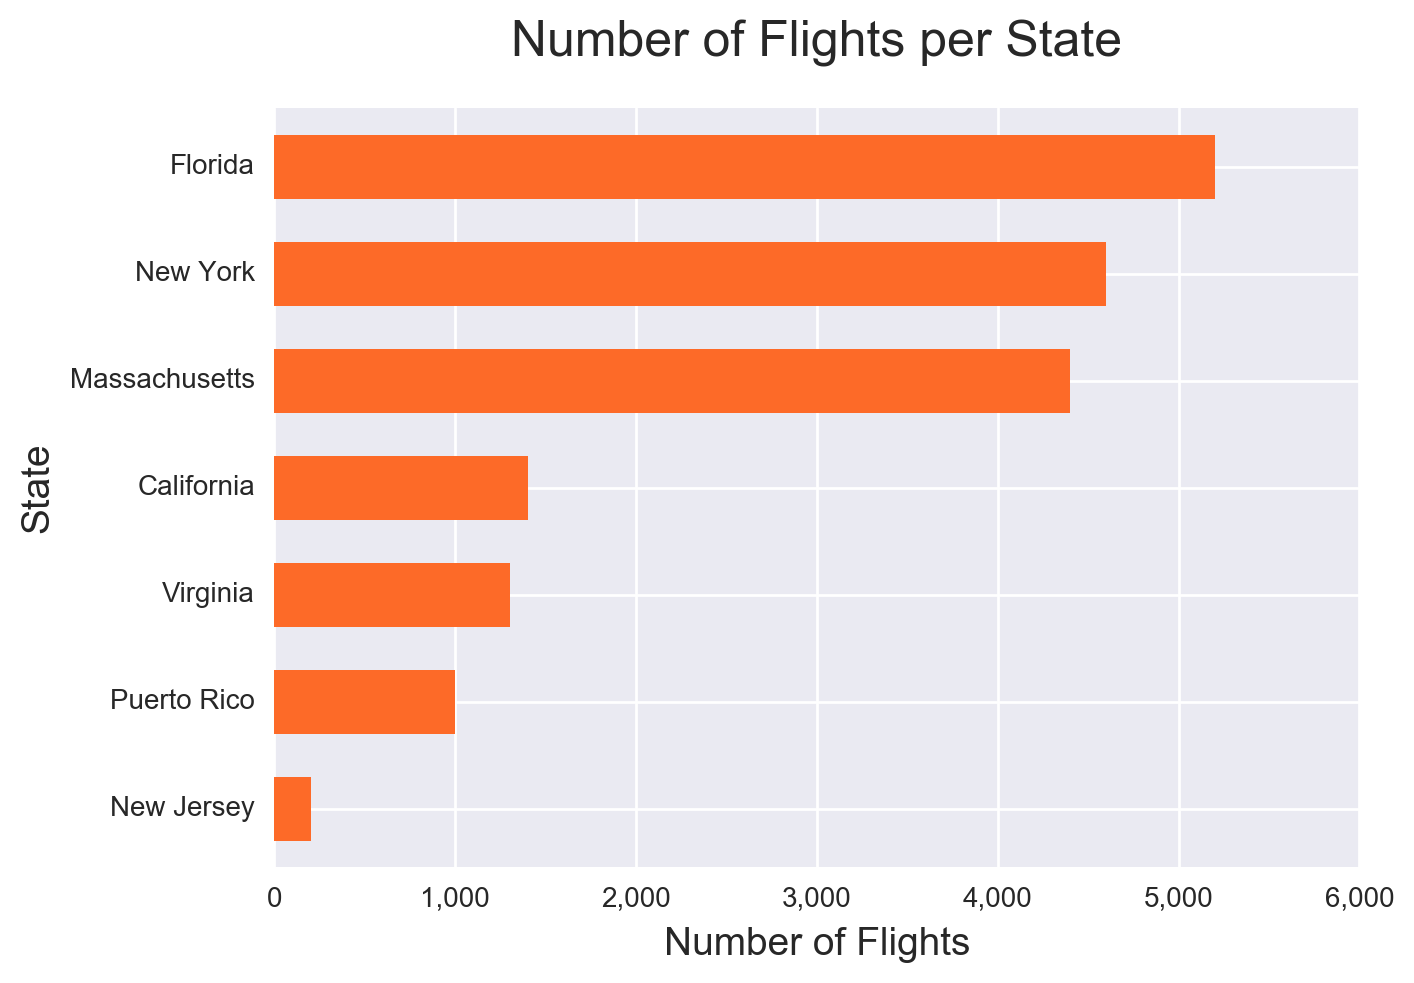 Number of Flights per State
Florida
New York
Massachusetts
California
Virginia
Puerto Rico
New Jersey
State
0 1,000 2,000 3,000 4,000 5,000 6,000
Number of Flights